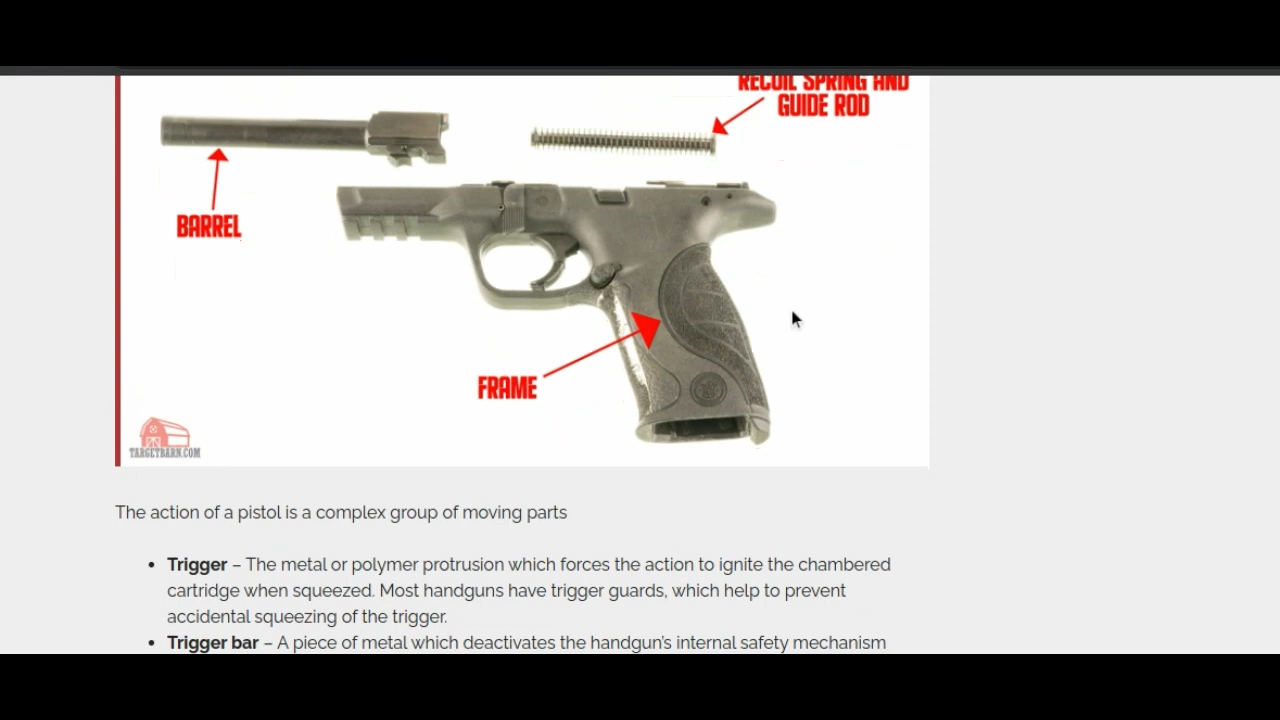 RECOIL SPRING AND
GUIDE ROD
BARREL
FRAME
TARGETBARN.COM
The action of a pistol is a complex group of moving parts
• Trigger – The metal or polymer protrusion which forces the action to ignite the chambered
cartridge when squeezed. Most handguns have trigger guards, which help to prevent
accidental squeezing of the trigger.
• Trigger bar – A piece of metal which deactivates the handgun's internal safety mechanism